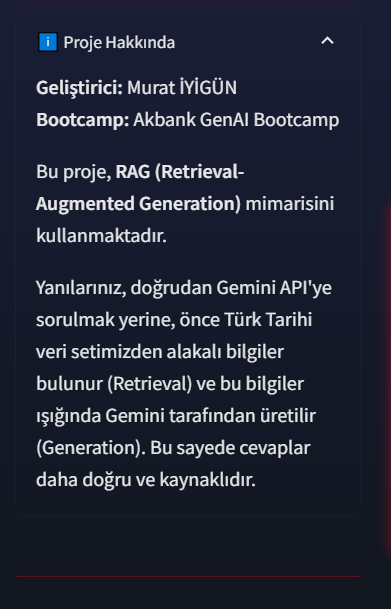 i Proje Hakkında
Geliştirici: Murat İYİGÜN
Bootcamp: Akbank GenAI Bootcamp
Bu proje, RAG (Retrieval-
Augmented Generation) mimarisini
kullanmaktadır.
Yanılarınız, doğrudan Gemini API'ye
sorulmak yerine, önce Türk Tarihi
veri setimizden alakalı bilgiler
bulunur (Retrieval) ve bu bilgiler
ışığında Gemini tarafından üretilir
(Generation). Bu sayede cevaplar
daha doğru ve kaynaklıdır.